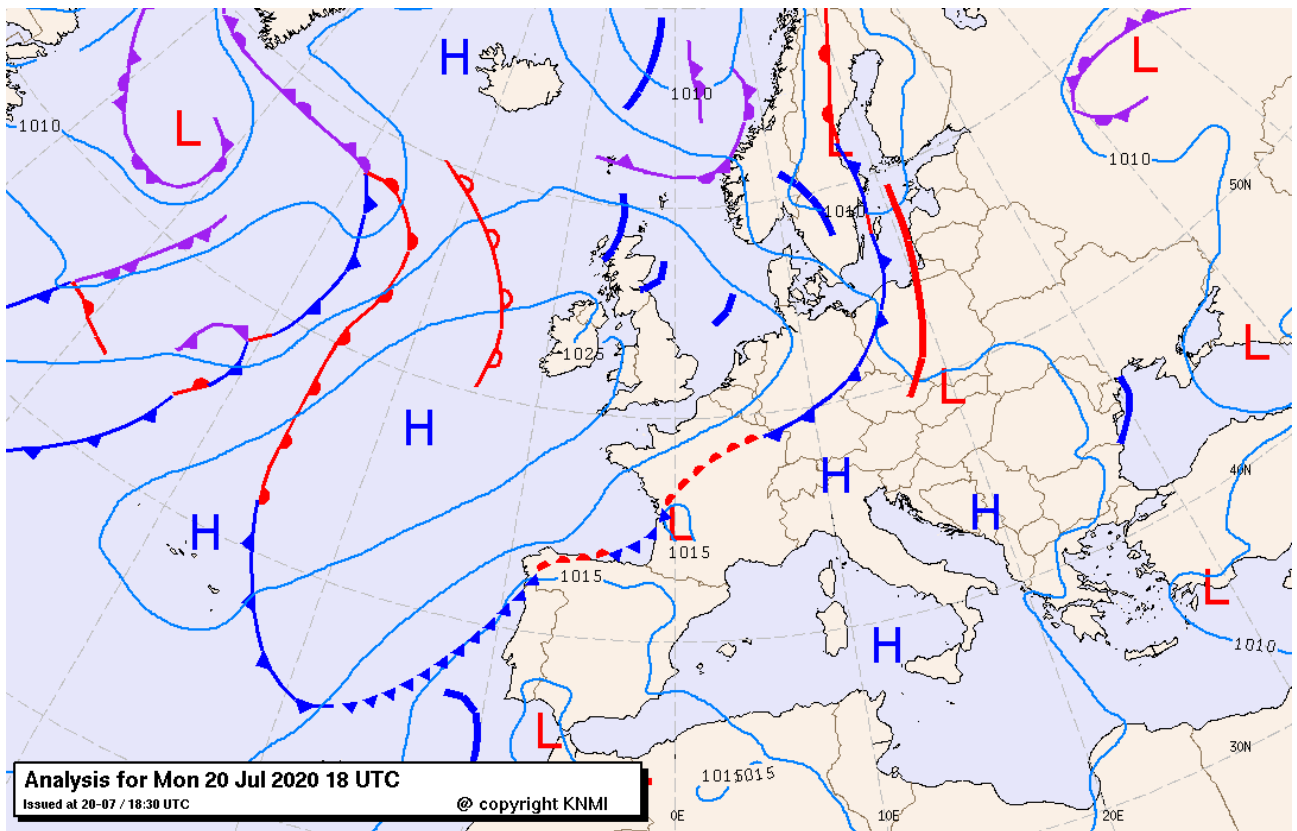 H
L
L
1010
1010
L
1010
50N
1010
L
1025
L
H
H
40N
H
H
L
1015
1015
L
H
1010
L
30N
1015
1015
Analysis for Mon 20 Jul 2020 18 UTC
Issued at 20-07 / 18:30 UTC
@ copyright KNMI
0E
10E
20E